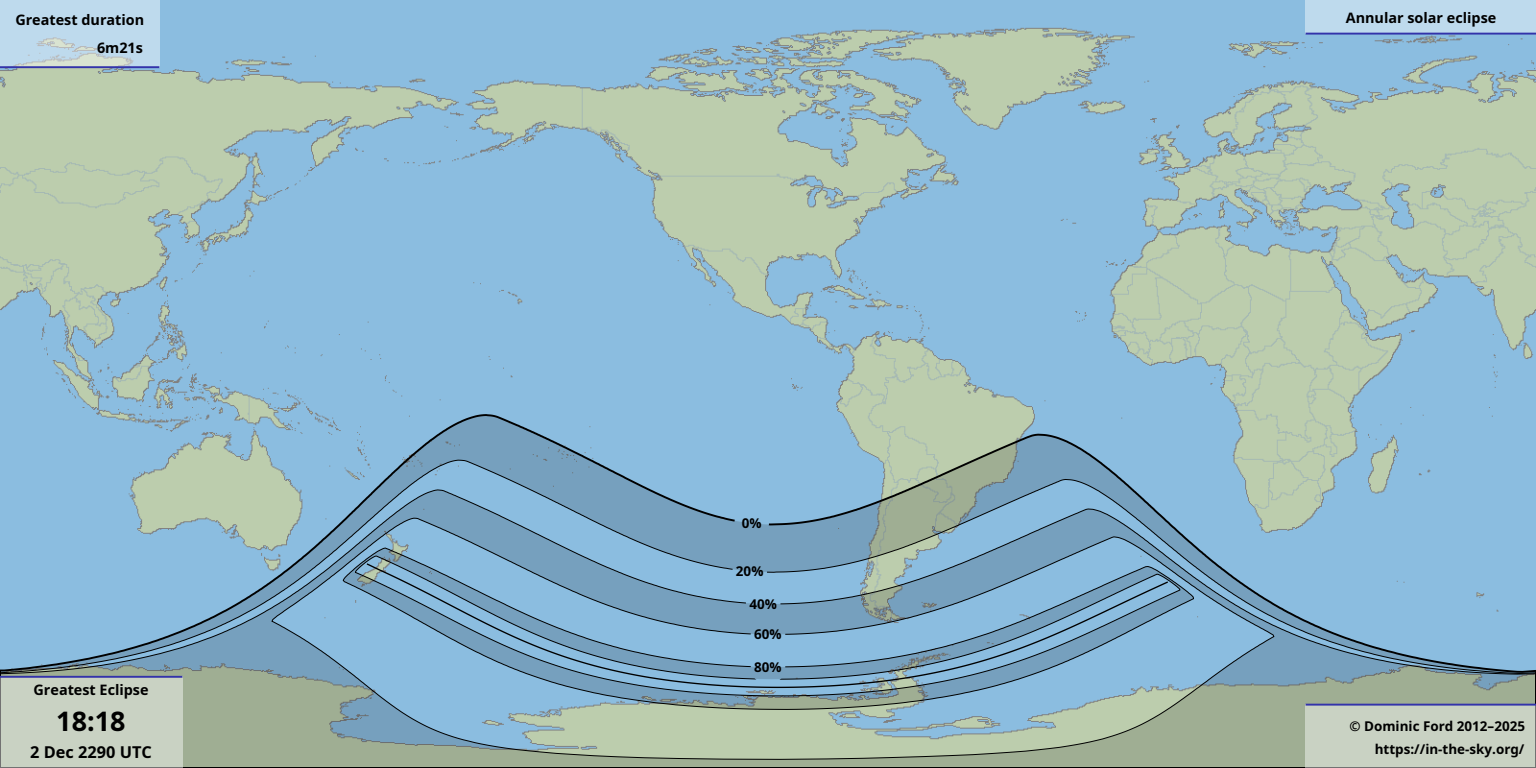 Greatest duration
6m21s
Annular solar eclipse
0%
20%
40%
60%
80%
Greatest Eclipse
18:18
2 Dec 2290 UTC
© Dominic Ford 2012–2025
https://in-the-sky.org/